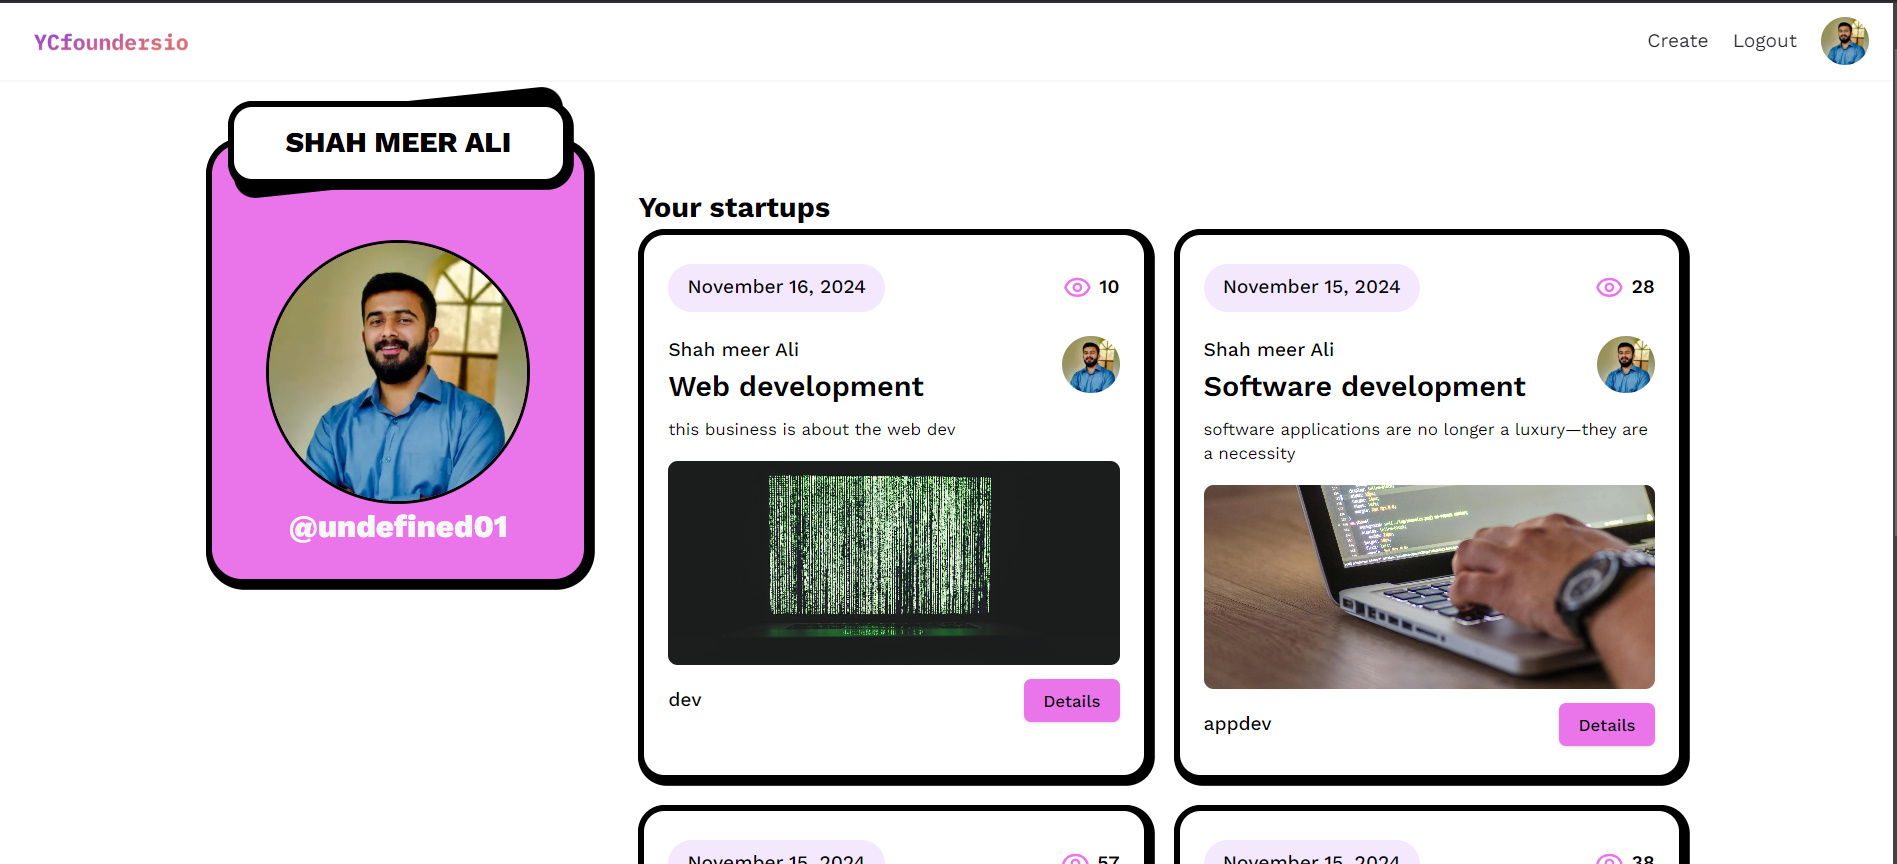 YCfoundersio
Create
Logout
SHAH MEER ALI
@undefined01
Your startups
November 16, 2024
10
Shah meer Ali
Web development
this business is about the web dev
dev
Details
November 15, 2024
28
Shah meer Ali
Software development
software applications are no longer a luxury—they are
a necessity
appdev
Details
November 15, 2024
57
November 15, 2024
38